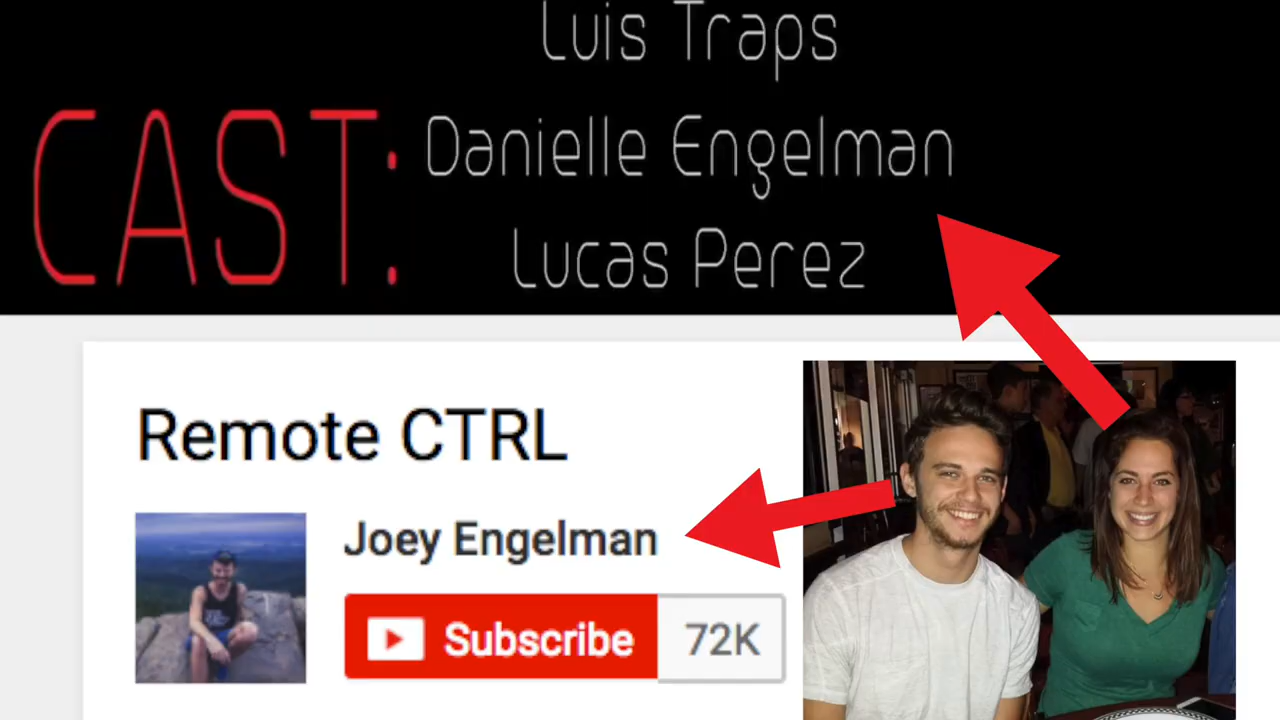 Luis Traps
CAST:
Danielle Engelman
Lucas Perez
Remote CTRL
Joey Engelman
Subscribe 72K